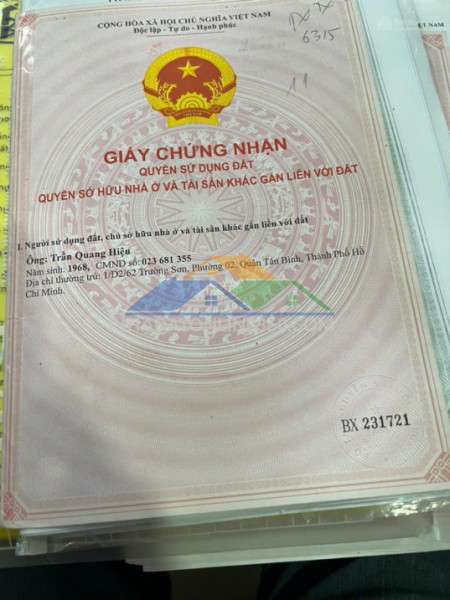 CỘNG HÒA XÃ HỘI CHỦ NGHĨA VIỆT NAM
Độc lập - Tự do - Hạnh phúc
6315
11
GIẤY CHỨNG NHẬN
QUYỀN SỬ DỤNG ĐẤT
QUYỀN SỞ HỮU NHÀ Ở VÀ TÀI SẢN KHÁC GẮN LIỀN VỚI ĐẤT
I. Người sử dụng đất, chủ sở hữu nhà ở và tài sản khác gắn liền với đất
Ông: Trần Quang Hiệu
Năm sinh: 1968, CMND số: 023 681 355
Địa chỉ thường trú: 1/D2/62 Trường Sơn, Phường 02, Quận Tân Bình, Thành Phố Hồ
Chí Minh.
BX 231721